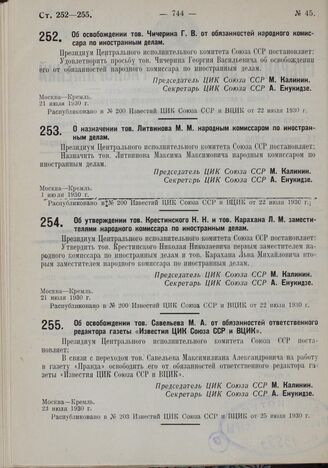 Ст. 252—255. — 744 — № 45.
252. Об освобождении тов. Чичерина Г. В. от обязанностей народного комиссара по иностранным делам.
Президиум Центрального исполнительного комитета Союза ССР постановляет:
Удовлетворить просьбу тов. Чичерина Георгия Васильевича об освобождении
его от обязанностей народного комиссара по иностранным делам.
Председатель ЦИК Союза ССР М. Калинин.
Секретарь ЦИК Союза ССР А. Енукидзе.
Москва—Кремль.
21 июля 1930 г.
Распубликовано в № 200 Известий ЦИК Союза ССР и ВЦИК от 22 июля 1930 г.
253. О назначении тов. Литвинова М. М. народным комиссаром по иностранным делам.
Президиум Центрального исполнительного комитета Союза ССР постановляет:
Назначить тов. Литвинова Максима Максимовича народным комиссаром по
иностранным делам.
Председатель ЦИК Союза ССР М. Калинин.
Секретарь ЦИК Союза ССР А. Енукидзе.
Москва—Кремль.
1 июля 1930 г.
Распубликовано в № 200 Известий ЦИК Союза ССР и ВЦИК от 22 июля 1930 г.
254. Об утверждении тов. Крестинского Н. Н. и тов. Карахана Л. М. заместителями народного комиссара по иностранным делам.
Президиум Центрального исполнительного комитета Союза ССР постановляет:
Утвердить тов. Крестинского Николая Николаевича первым заместителем народного
комиссара по иностранным делам и тов. Карахана Льва Михайловича вторым
заместителем народного комиссара по иностранным делам.
Председатель ЦИК Союза ССР М. Калинин.
Секретарь ЦИК Союза ССР А. Енукидзе.
Москва—Кремль.
21 июля 1930 г.
Распубликовано в № 200 Известий ЦИК Союза ССР и ВЦИК от 22 июля 1930 г.
255. Об освобождении тов. Савельева М. А. от обязанностей ответственного
редактора газеты «Известия ЦИК Союза ССР и ВЦИК».
Президиум Центрального исполнительного комитета Союза ССР постановляет:
В связи с переходом тов. Савельева Максимилиана Александровича на работу
в газету «Правда» освободить его от обязанностей ответственного редактора газеты
«Известия ЦИК Союза ССР и ВЦИК».
Председатель ЦИК Союза ССР М. Калинин.
Секретарь ЦИК Союза ССР А. Енукидзе.
Москва—Кремль.
23 июля 1930 г.
Распубликовано в № 203 Известий ЦИК Союза ССР и ВЦИК от 25 июля 1930 г.